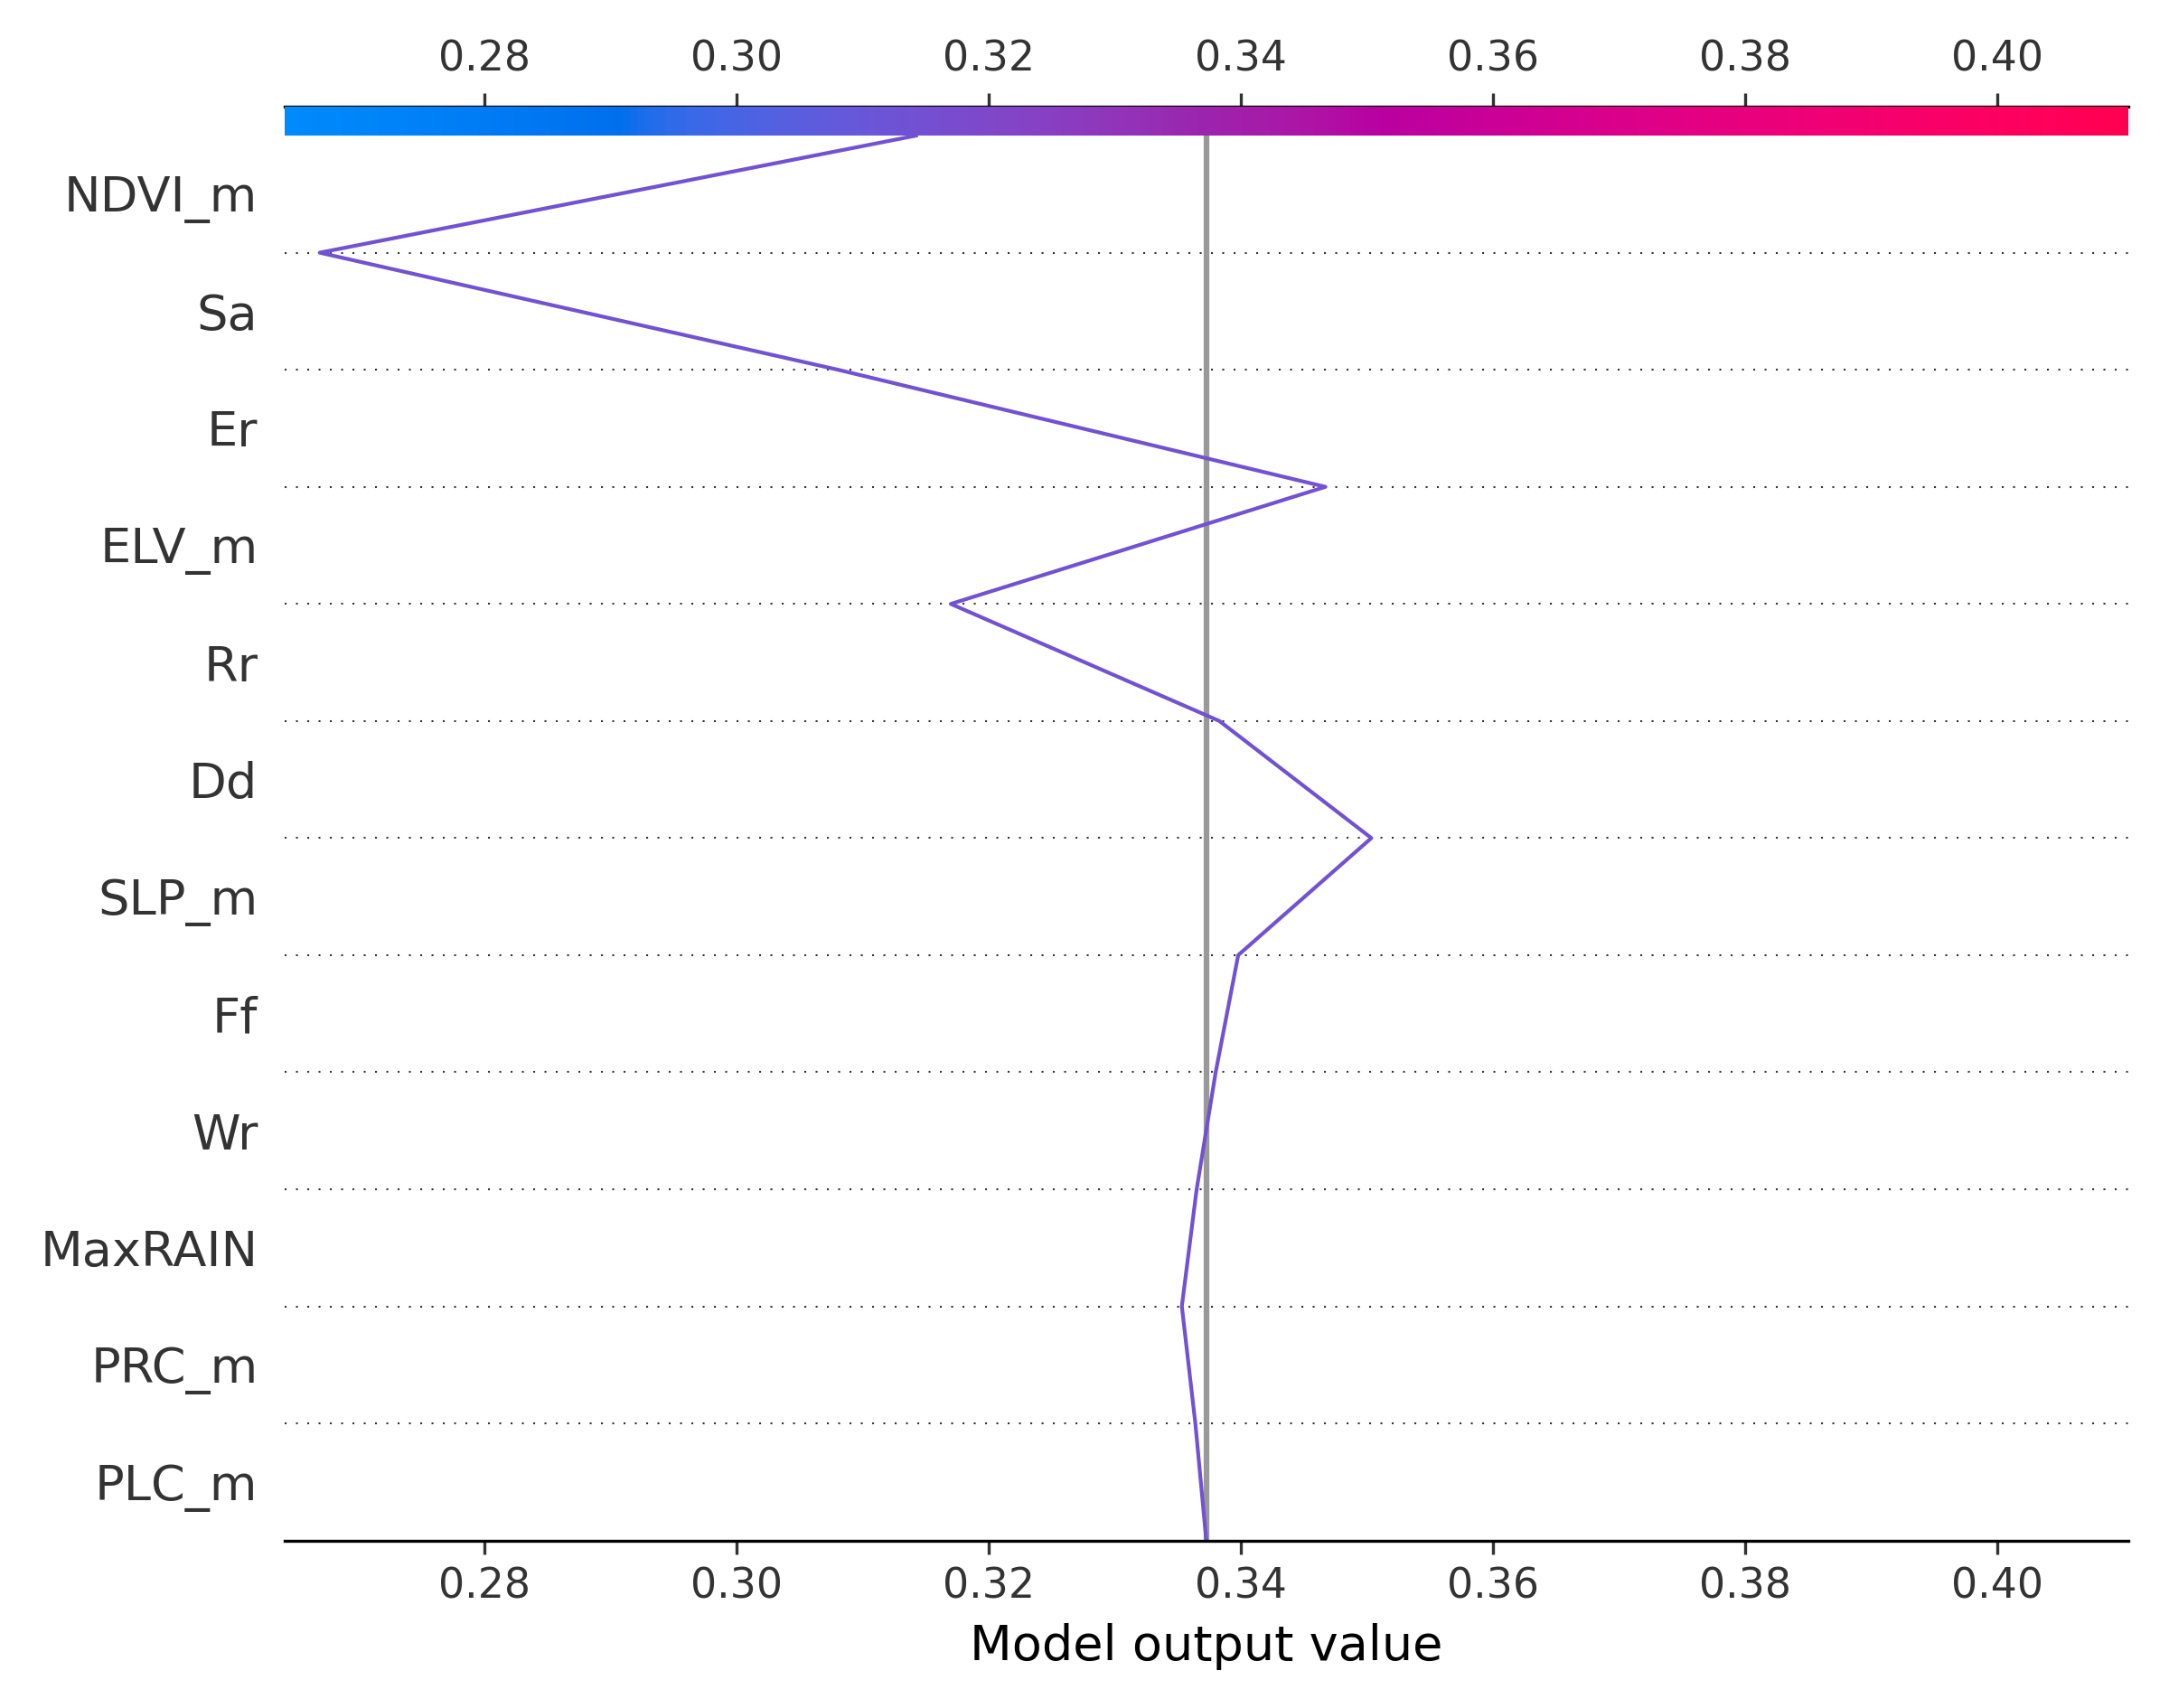 0.28 0.30 0.32 0.34 0.36 0.38 0.40
NDVI_m
Sa
Er
ELV_m
Rr
Dd
SLP_m
Ff
Wr
MaxRAIN
PRC_m
PLC_m
0.28 0.30 0.32 0.34 0.36 0.38 0.40
Model output value